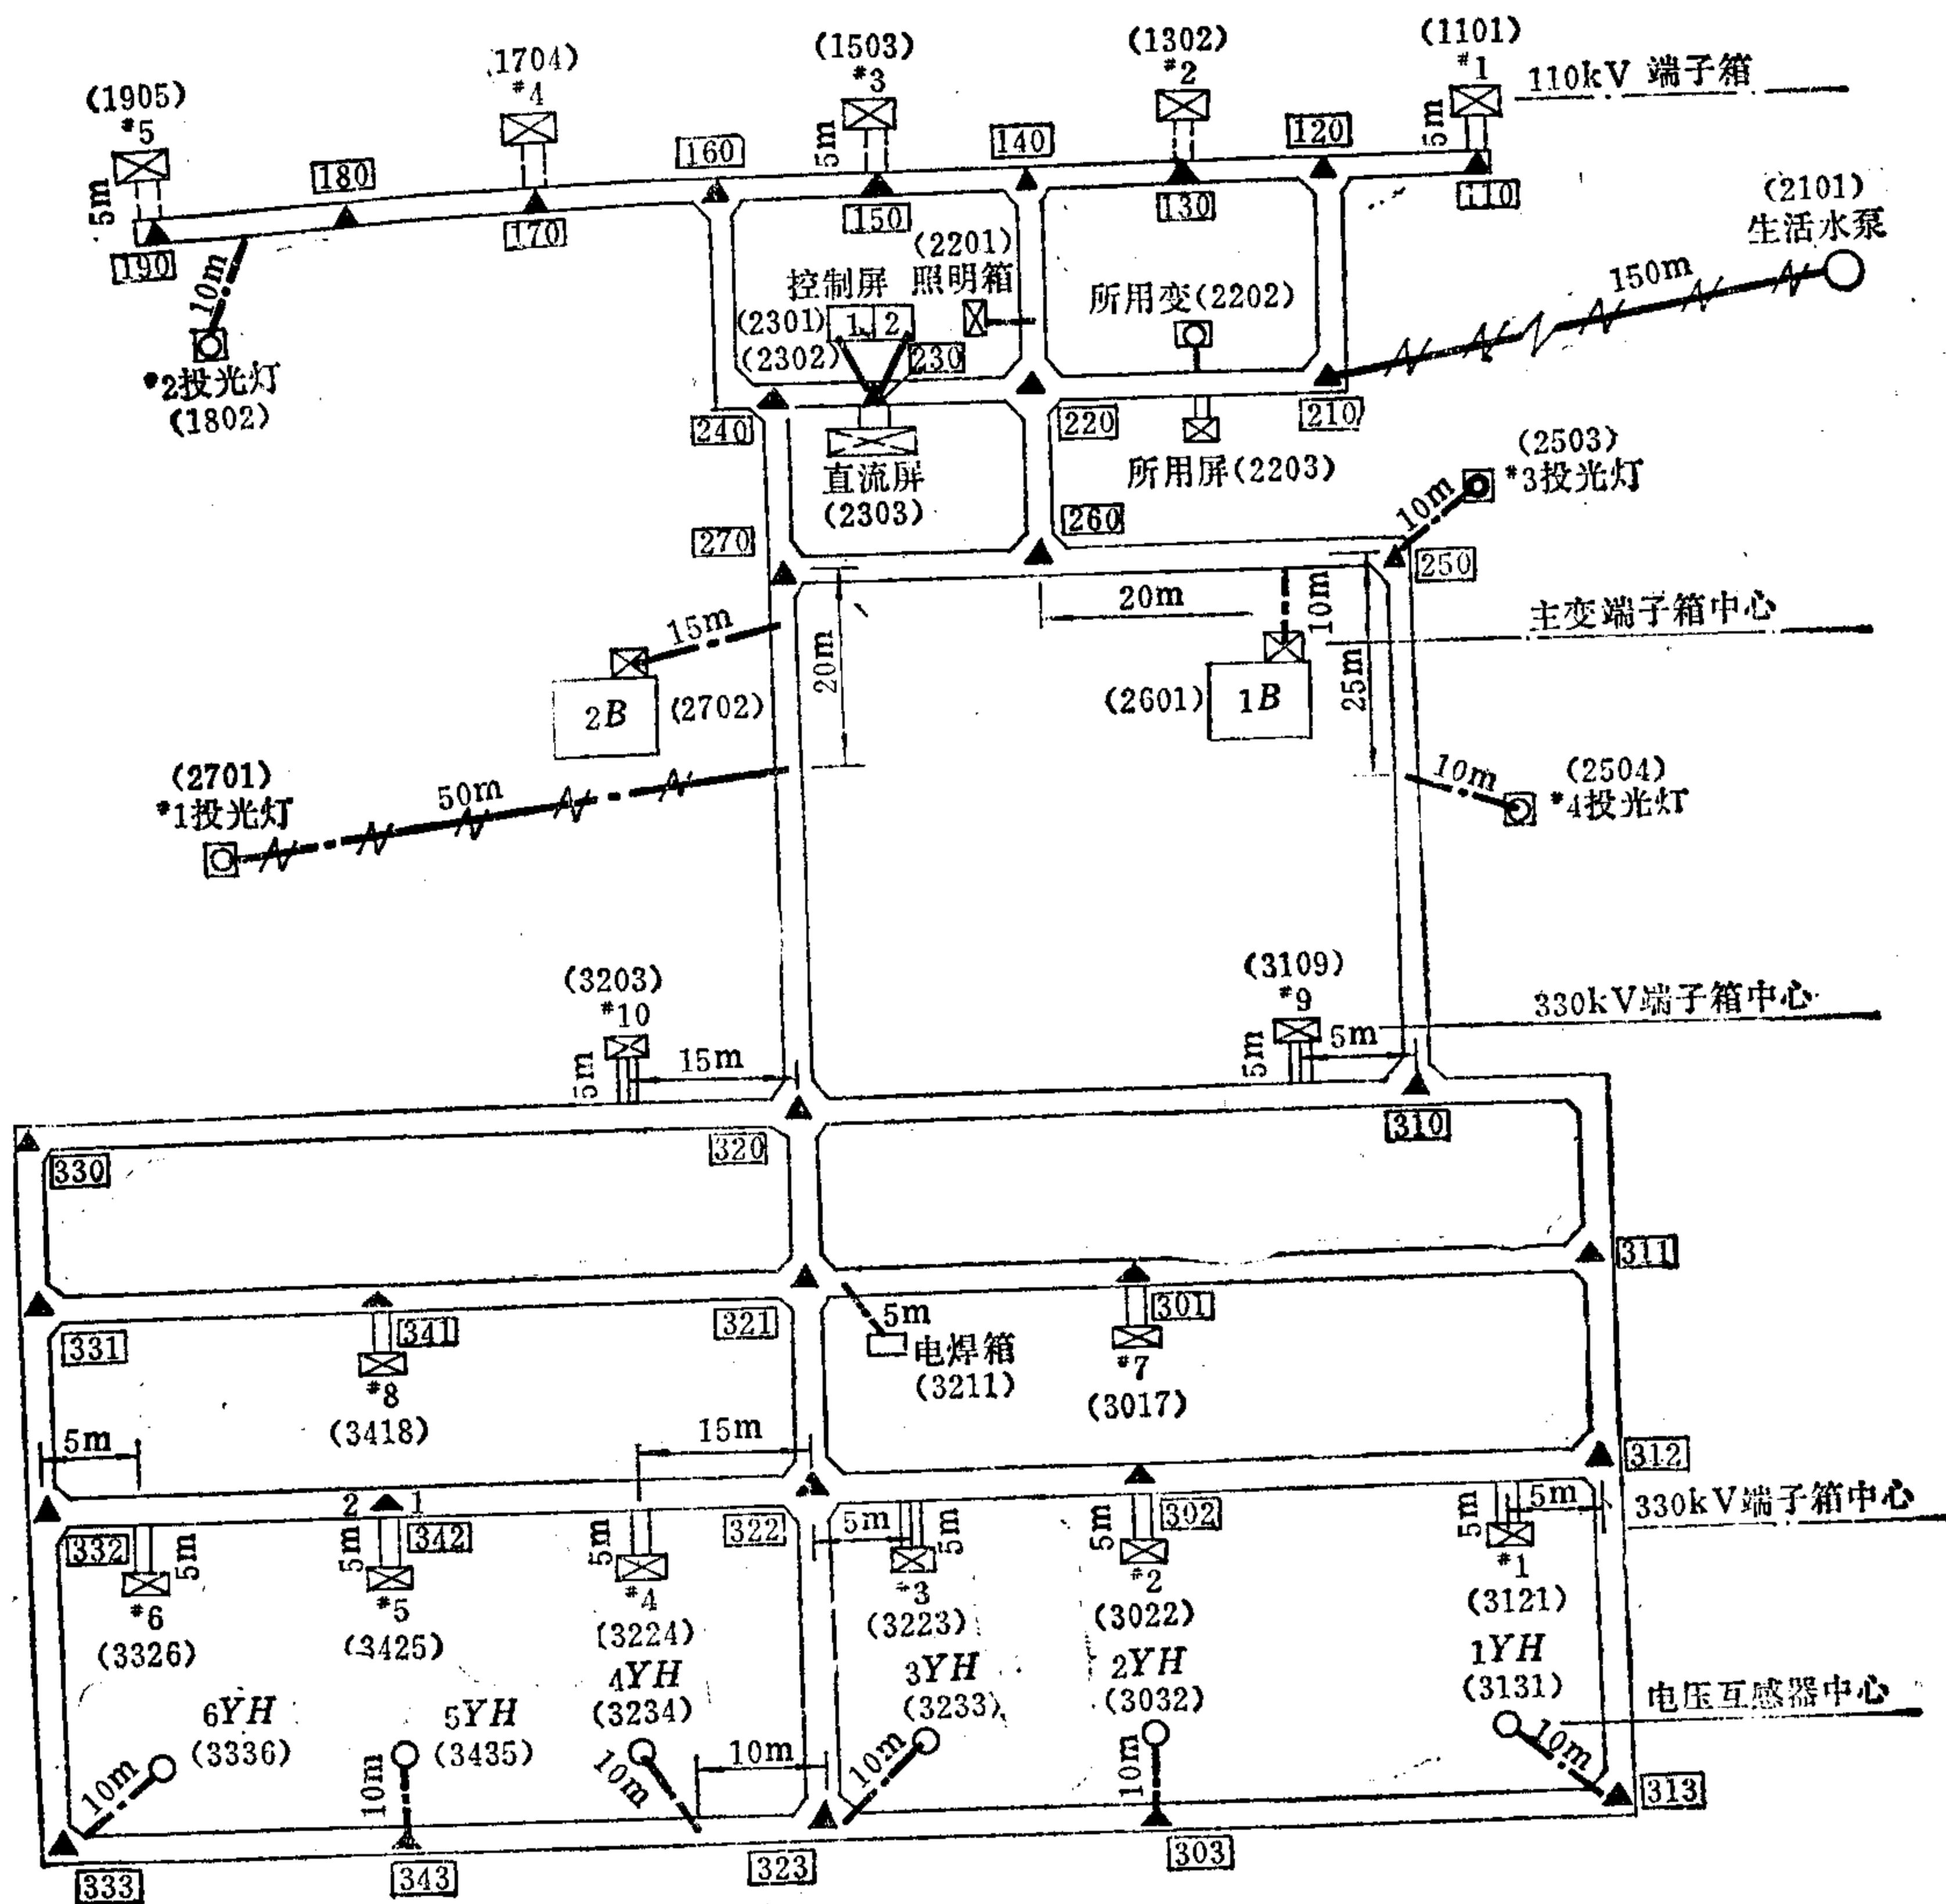 (1905)
#5
5m
190
180
(1704)
#4
170
160
(1503)
#3
5m
150
140
(1302)
#2
130
120
(1101)
#1
5m
110
110kV 端子箱
(2101)
生活水泵
150m
10m
#2投光灯
(1802)
(2201)
控制屏 照明箱
(2301)
1 2
(2302)
230
所用变(2202)
240
220
210
直流屏
(2303)
所用屏(2203)
(2503)
#3投光灯
10m
270
260
250
15m
20m
20m
10m
25m
主变端子箱中心
2B
(2702)
(2601)
1B
(2701)
#1投光灯
50m
10m
(2504)
#4投光灯
(3203)
#10
5m
15m
(3109)
#9
5m
5m
330kV端子箱中心
330
320
310
311
331
341
321
301
5m
电焊箱
(3211)
#8
(3418)
#7
(3017)
5m
15m
312
2 1
332
5m
5m
342
5m
322
5m
5m
5m
302
5m
5m
330kV端子箱中心
#6
(3326)
#5
(3425)
#4
(3224)
#3
(3223)
#2
(3022)
#1
(3121)
6YH
(3336)
5YH
(3435)
4YH
(3234)
3YH
(3233)
2YH
(3032)
1YH
(3131)
电压互感器中心
10m
10m
10m
10m
10m
10m
10m
333
343
323
303
313